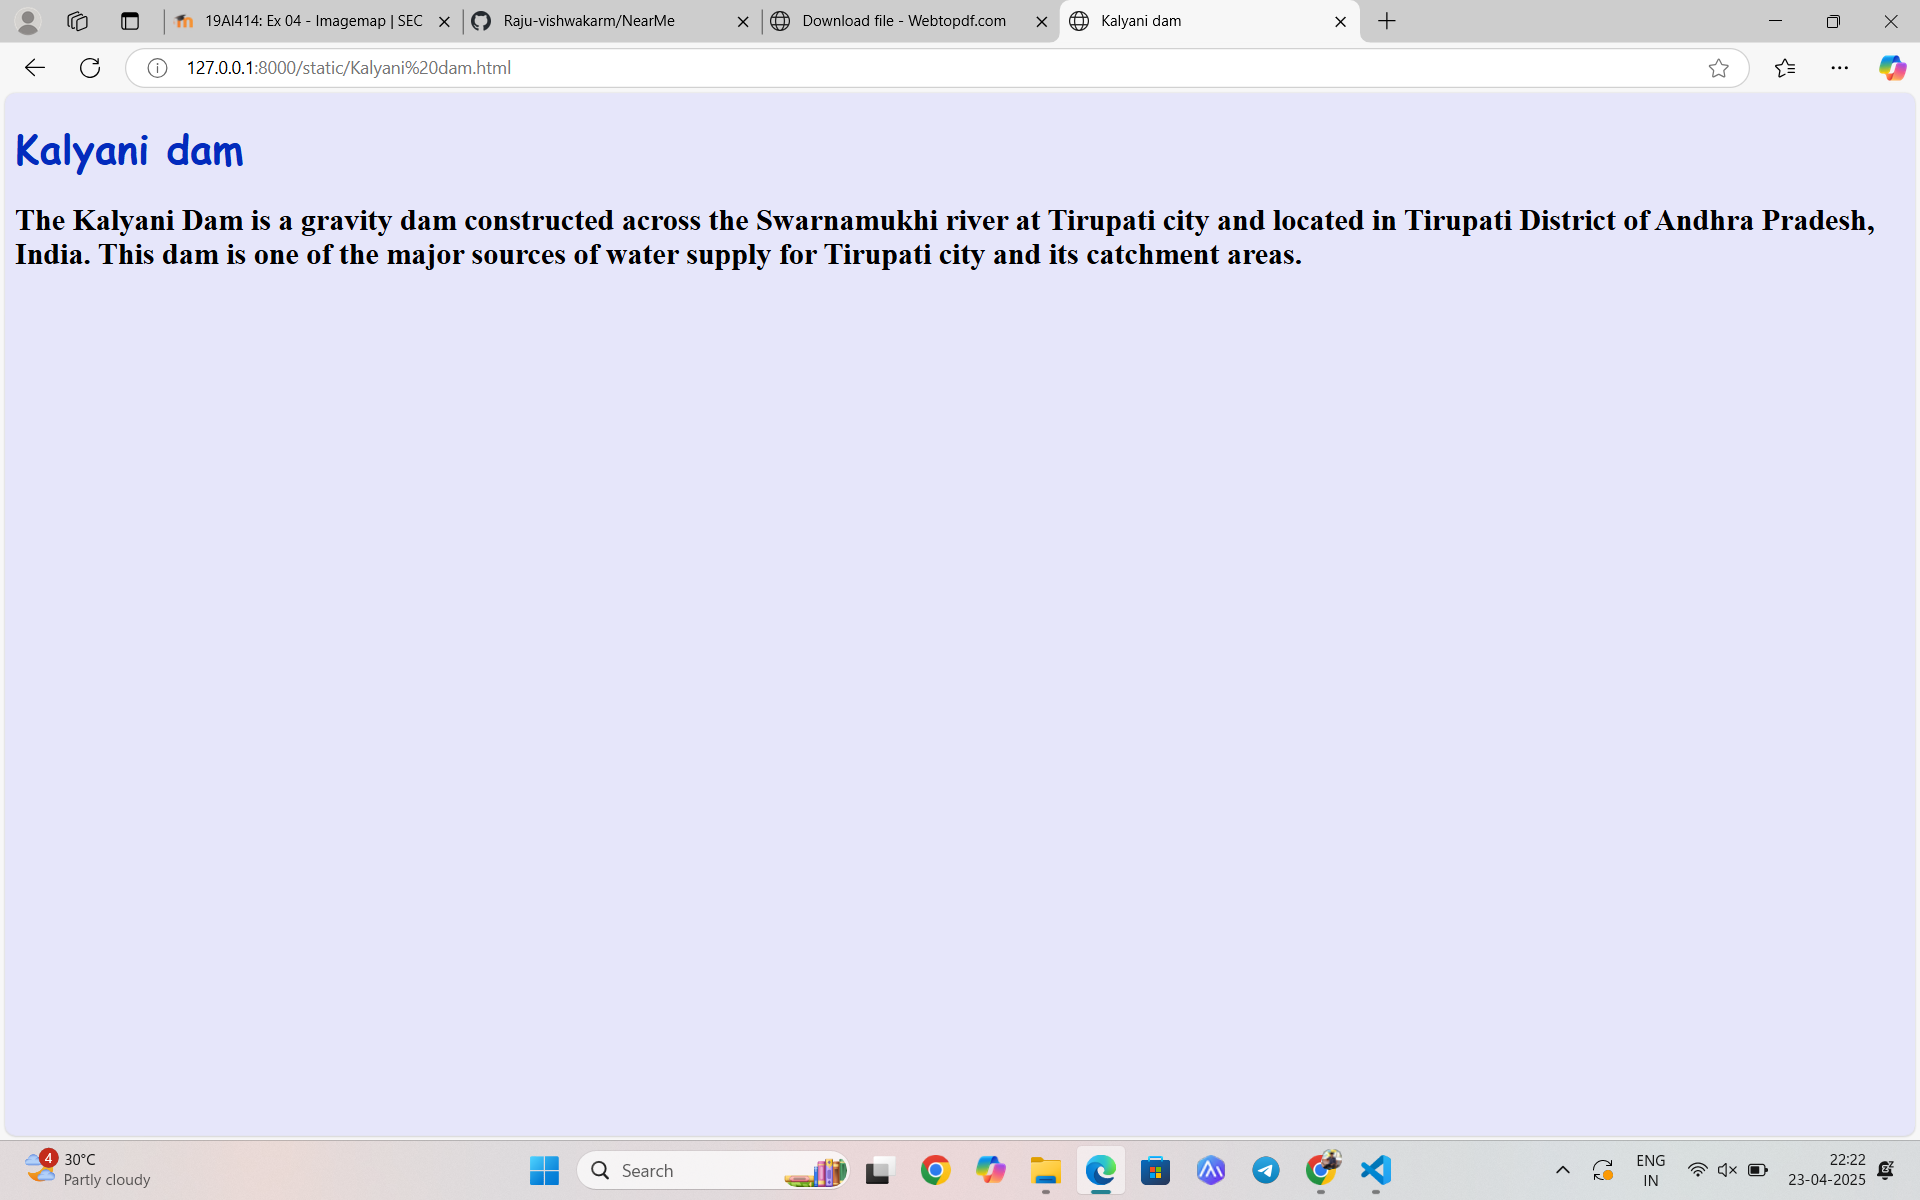 19AI414: Ex 04 - Imagemap | SEC
Raju-vishwakarm/NearMe
Download file - Webtopdf.com
Kalyani dam
127.0.0.1:8000/static/Kalyani%20dam.html
Kalyani dam
The Kalyani Dam is a gravity dam constructed across the Swarnamukhi river at Tirupati city and located in Tirupati District of Andhra Pradesh,
India. This dam is one of the major sources of water supply for Tirupati city and its catchment areas.
4
30°C
Partly cloudy
Search
ENG
IN
22:22
23-04-2025